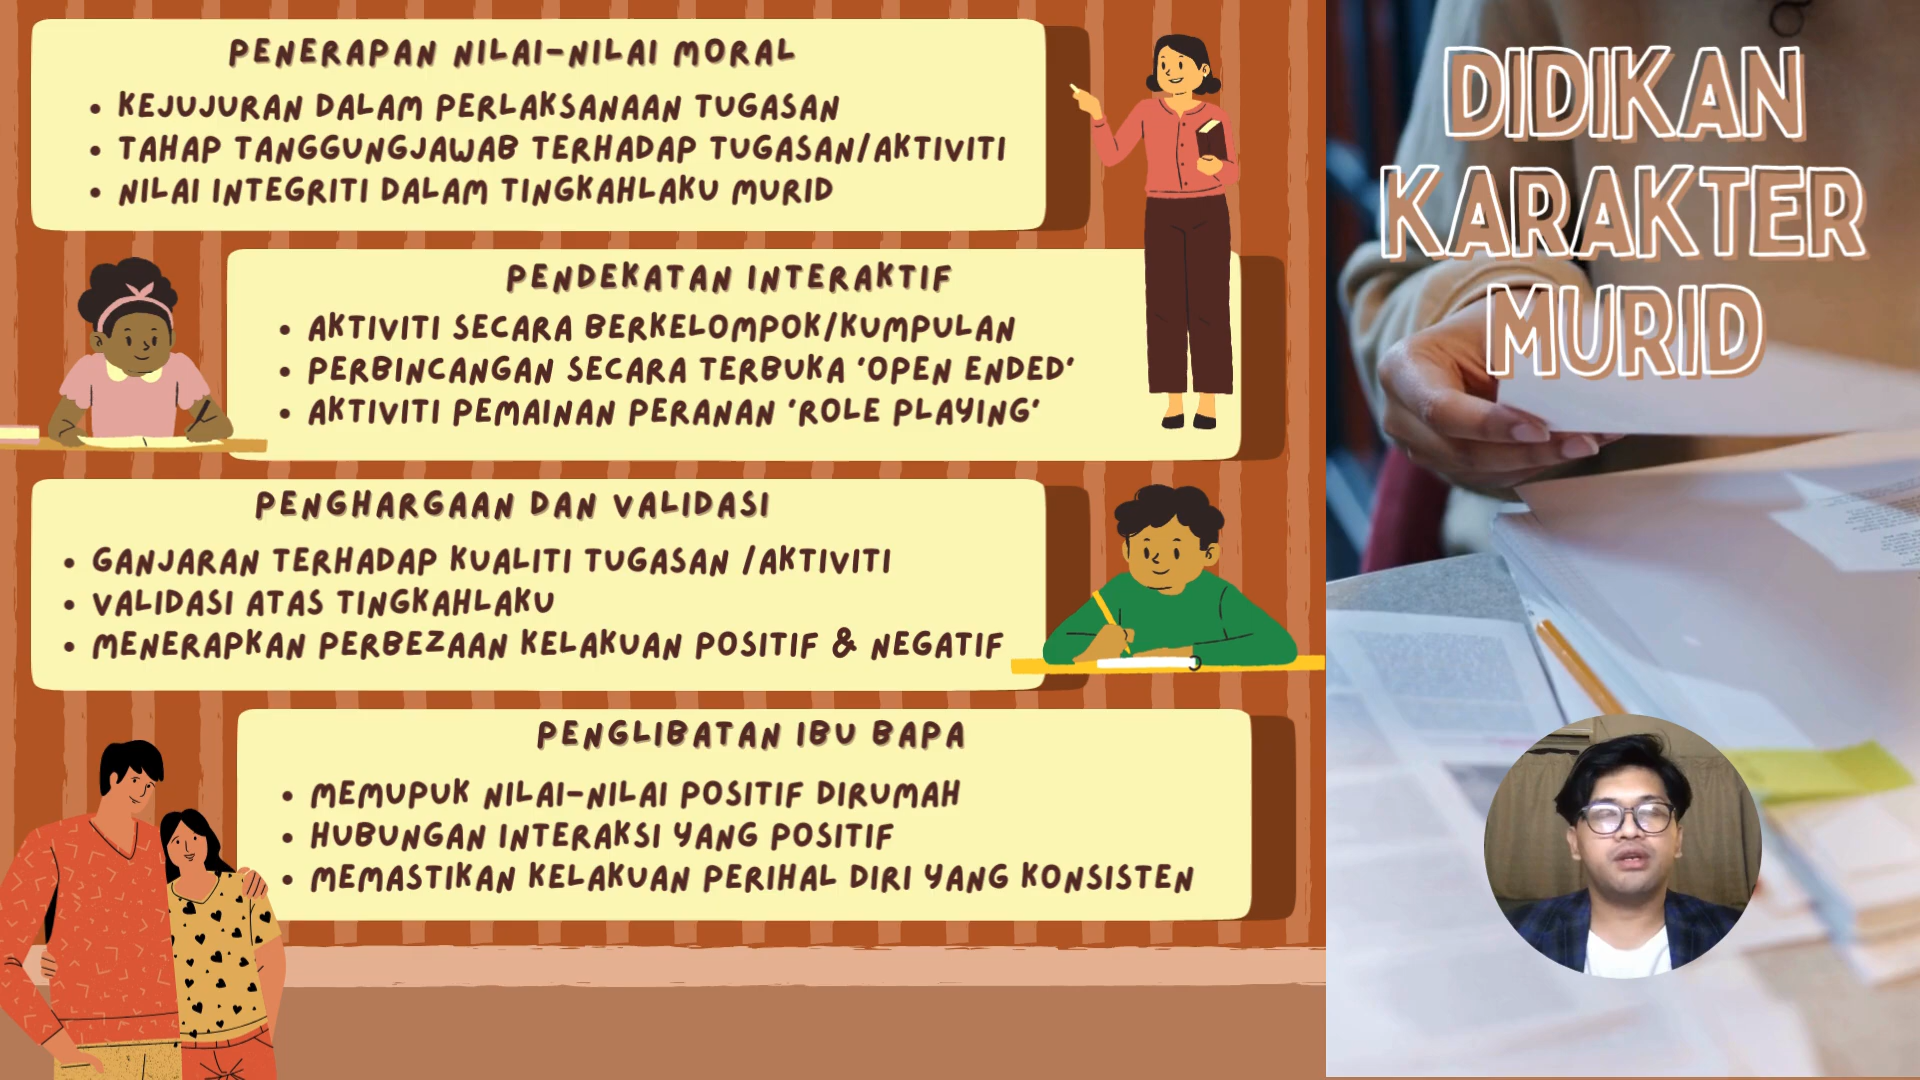 PENERAPAN NILAI-NILAI MORAL
• KEJUJURAN DALAM PERLAKSANAAN TUGASAN
• TAHAP TANGGUNGJAWAB TERHADAP TUGASAN/AKTIVITI
• NILAI INTEGRITI DALAM TINGKAHLAKU MURID
PENDEKATAN INTERAKTIF
• AKTIVITI SECARA BERKELOMPOK/KUMPULAN
• PERBINCANGAN SECARA TERBUKA 'OPEN ENDED'
• AKTIVITI PEMAINAN PERANAN 'ROLE PLAYING'
PENGHARGAAN DAN VALIDASI
• GANJARAN TERHADAP KUALITI TUGASAN /AKTIVITI
• VALIDASI ATAS TINGKAHLAKU
• MENERAPKAN PERBEZAAN KELAKUAN POSITIF & NEGATIF
PENGLIBATAN IBU BAPA
• MEMUPUK NILAI-NILAI POSITIF DIRUMAH
• HUBUNGAN INTERAKSI YANG POSITIF
• MEMASTIKAN KELAKUAN PERIHAL DIRI YANG KONSISTEN
DIDIKAN
KARAKTER
MURID